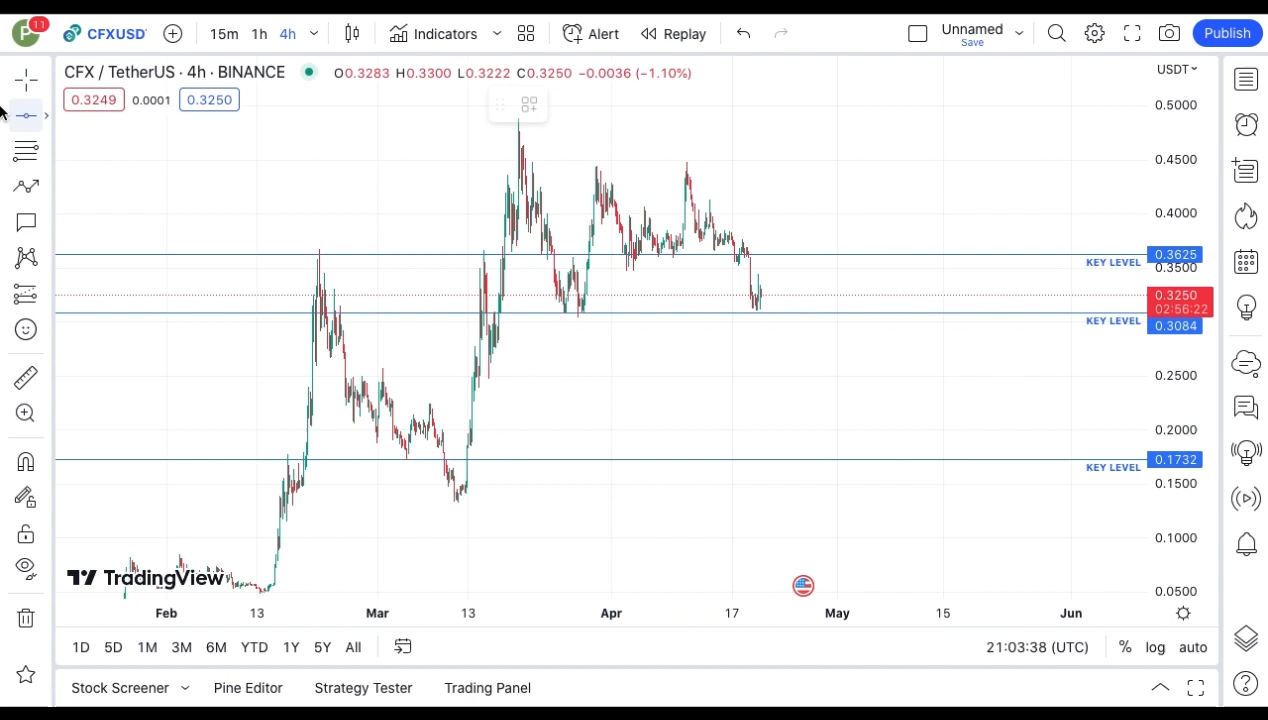 P 11 CFXUSD 15m 1h 4h Indicators Alert Replay Unnamed Save Publish
CFX / TetherUS · 4h · BINANCE O0.3283 H0.3300 L0.3222 C0.3250 −0.0036 (−1.10%) USDT
0.3249 0.0001 0.3250
0.5000
0.4500
0.4000
0.3625
KEY LEVEL
0.3500
0.3250
02:56:22
KEY LEVEL
0.3084
0.2500
0.2000
0.1732
KEY LEVEL
0.1500
0.1000
TradingView
0.0500
Feb 13 Mar 13 Apr 17 May 15 Jun
1D 5D 1M 3M 6M YTD 1Y 5Y All 21:03:38 (UTC) % log auto
Stock Screener Pine Editor Strategy Tester Trading Panel